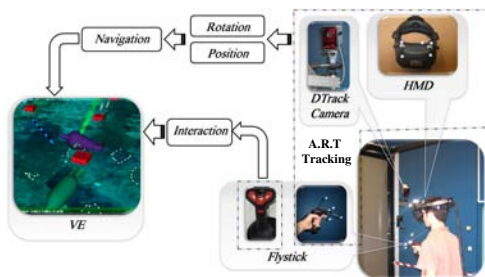 Navigation
Rotation
Position
DTrack
Camera
HMD
Interaction
A.R.T
Tracking
VE
Flystick